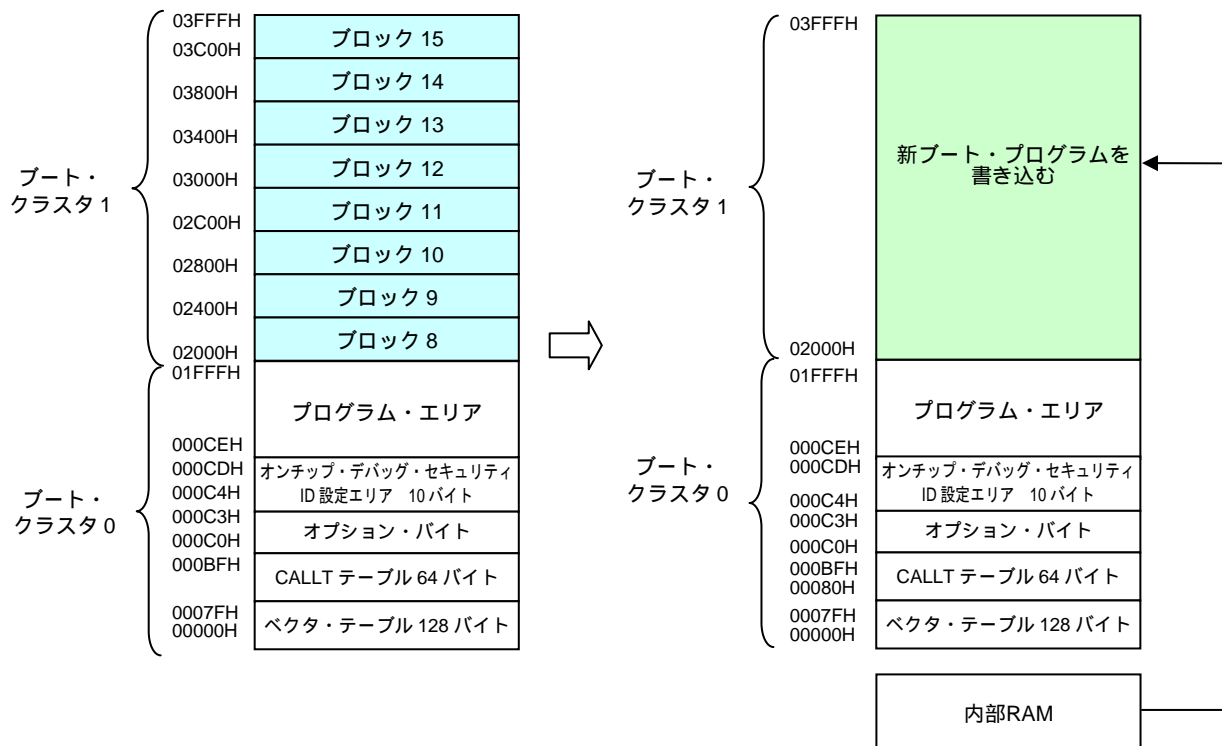 03FFFH
ブロック 15
03C00H
ブロック 14
03800H
ブロック 13
03400H
ブロック 12
03000H
ブロック 11
02C00H
ブロック 10
02800H
ブロック 9
02400H
ブロック 8
02000H
ブート・
クラスタ 1
01FFFH
プログラム・エリア
000CEH
000CDH
オンチップ・デバッグ・セキュリティ
ID 設定エリア 10 バイト
000C4H
000C3H
オプション・バイト
000C0H
000BFH
CALLT テーブル 64 バイト
0007FH
ベクタ・テーブル 128 バイト
00000H
ブート・
クラスタ 0
03FFFH
新ブート・プログラムを
書き込む
02000H
ブート・
クラスタ 1
01FFFH
プログラム・エリア
000CEH
000CDH
オンチップ・デバッグ・セキュリティ
ID 設定エリア 10 バイト
000C4H
000C3H
オプション・バイト
000C0H
000BFH
CALLT テーブル 64 バイト
00080H
0007FH
ベクタ・テーブル 128 バイト
00000H
ブート・
クラスタ 0
内部RAM